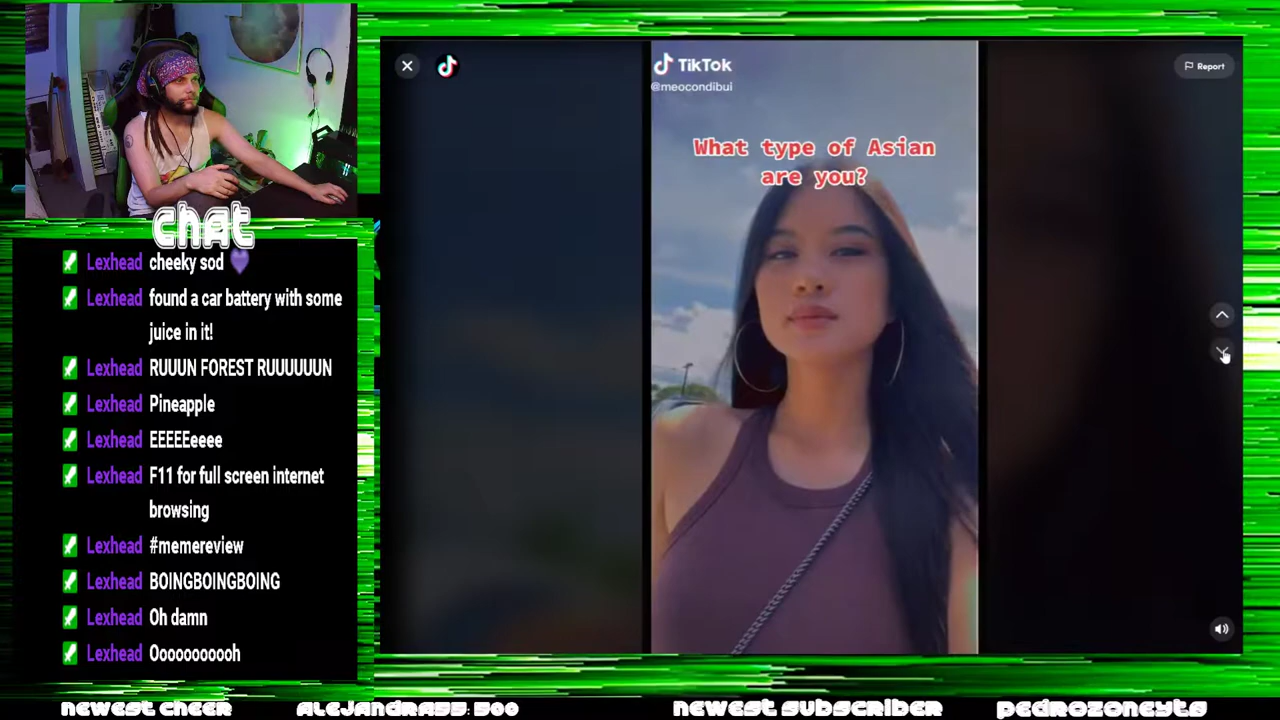 chat
Lexhead cheeky sod
Lexhead found a car battery with some
juice in it!
Lexhead RUUUN FOREST RUUUUUUN
Lexhead Pineapple
Lexhead EEEEEeeee
Lexhead F11 for full screen internet
browsing
Lexhead #memereview
Lexhead BOINGBOINGBOING
Lexhead Oh damn
Lexhead Ooooooooooh
TikTok
@meocondibui
Report
What type of Asian
are you?
newest cheer
alejandra55: 500
newest subscriber
pedrozoneyts